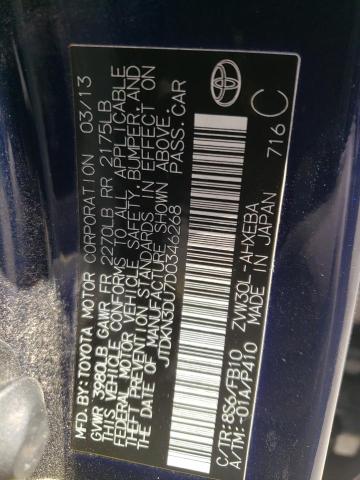 MFD. BY: TOYOTA MOTOR CORPORATION 03/13
GVWR 3980LB GAWR FR 2270LB RR 2175LB
THIS VEHICLE CONFORMS TO ALL APPLICABLE
FEDERAL MOTOR VEHICLE SAFETY, BUMPER, AND
THEFT PREVENTION STANDARDS IN EFFECT ON
THE DATE OF MANUFACTURE SHOWN ABOVE.
PASS. CAR
C/TR: 8S6/FB10 ZVW30L-AHXEBA
A/TM: -01A/P410 MADE IN JAPAN
716 C